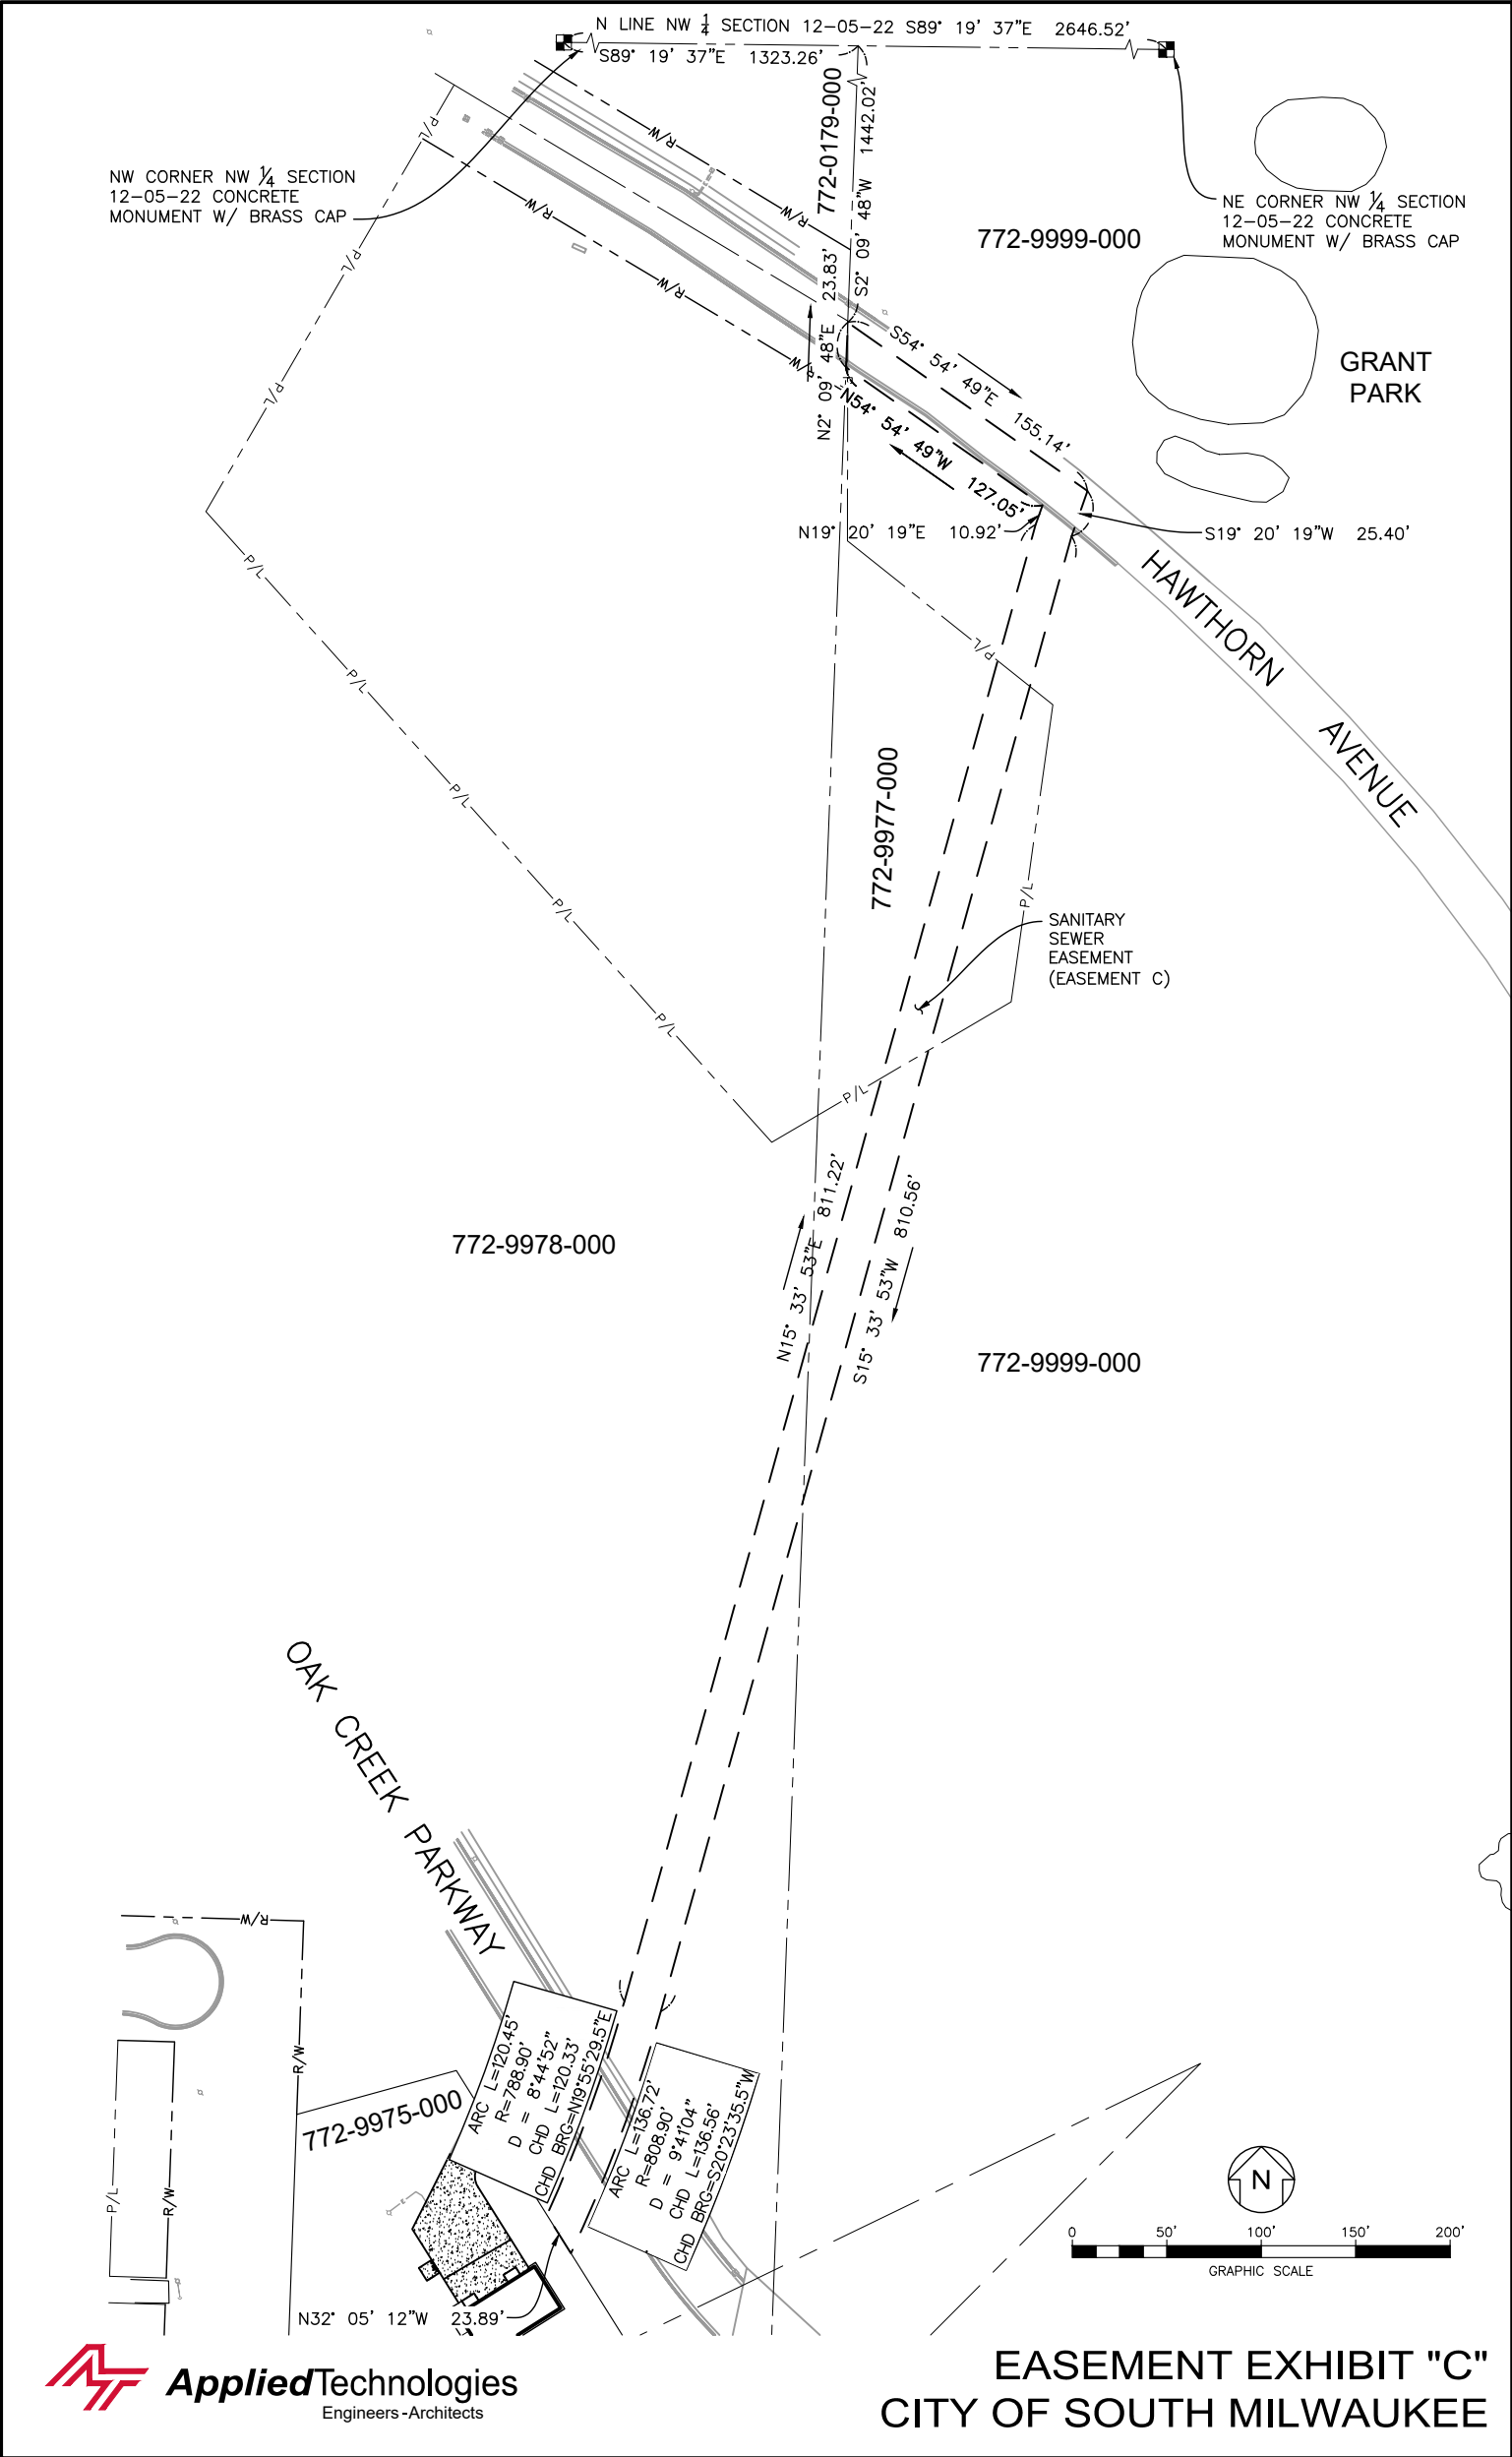 N LINE NW 1/4 SECTION 12-05-22 S89° 19' 37"E 2646.52'
S89° 19' 37"E 1323.26'
772-0179-000
S2° 09' 48"W 1442.02'
NW CORNER NW 1/4 SECTION
12-05-22 CONCRETE
MONUMENT W/ BRASS CAP
NE CORNER NW 1/4 SECTION
12-05-22 CONCRETE
MONUMENT W/ BRASS CAP
772-9999-000
GRANT
PARK
R/W
R/W
R/W
R/W
R/W
P/L
P/L
P/L
N2° 09' 48"E 23.83'
S54° 54' 49"E 155.14'
N54° 54' 49"W 127.05'
N19° 20' 19"E 10.92'
S19° 20' 19"W 25.40'
HAWTHORN AVENUE
P/L
P/L
P/L
P/L
P/L
P/L
P/L
P/L
772-9977-000
SANITARY
SEWER
EASEMENT
(EASEMENT C)
N15° 33' 53"E 811.22'
S15° 33' 53"W 810.56'
772-9978-000
772-9999-000
OAK CREEK PARKWAY
R/W
R/W
R/W
P/L
772-9975-000
ARC L=120.45'
R=788.90'
D = 8°44'52"
CHD L=120.33'
CHD BRG=N19°55'29.5"E
ARC L=136.72'
R=808.90'
D = 9°41'04"
CHD L=136.56'
CHD BRG=S20°23'35.5"W
N32° 05' 12"W 23.89'
N
0 50' 100' 150' 200'
GRAPHIC SCALE
AppliedTechnologies
Engineers-Architects
EASEMENT EXHIBIT "C"
CITY OF SOUTH MILWAUKEE